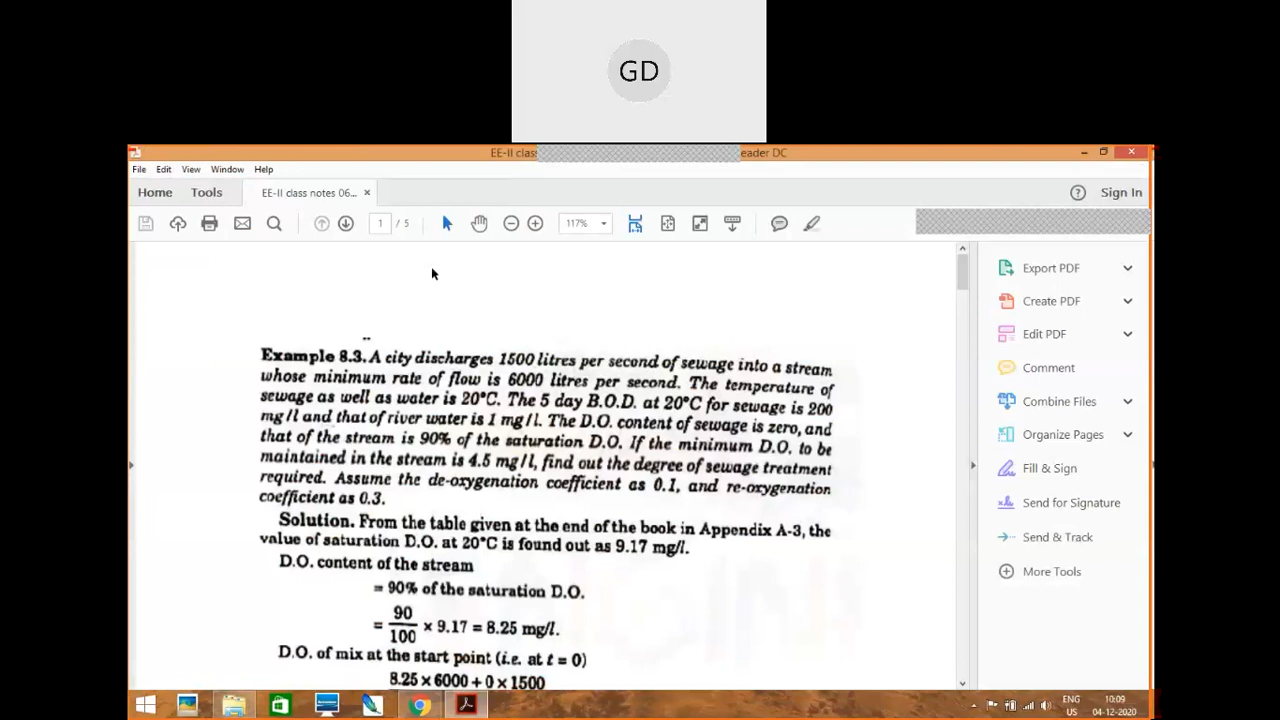 GD
EE-II class
eader DC
File Edit View Window Help
Home Tools EE-II class notes 06... ×
? Sign In
1 / 5 117%
Export PDF
Create PDF
Edit PDF
Comment
Combine Files
Organize Pages
Fill & Sign
Send for Signature
Send & Track
More Tools
Example 8.3. A city discharges 1500 litres per second of sewage into a stream
whose minimum rate of flow is 6000 litres per second. The temperature of
sewage as well as water is 20°C. The 5 day B.O.D. at 20°C for sewage is 200
mg/l and that of river water is 1 mg/l. The D.O. content of sewage is zero, and
that of the stream is 90% of the saturation D.O. If the minimum D.O. to be
maintained in the stream is 4.5 mg/l, find out the degree of sewage treatment
required. Assume the de-oxygenation coefficient as 0.1, and re-oxygenation
coefficient as 0.3.
Solution. From the table given at the end of the book in Appendix A-3, the
value of saturation D.O. at 20°C is found out as 9.17 mg/l.
D.O. content of the stream
= 90% of the saturation D.O.
= 90/100 × 9.17 = 8.25 mg/l.
D.O. of mix at the start point (i.e. at t = 0)
8.25 × 6000 + 0 × 1500
ENG 10:09
US 04-12-2020